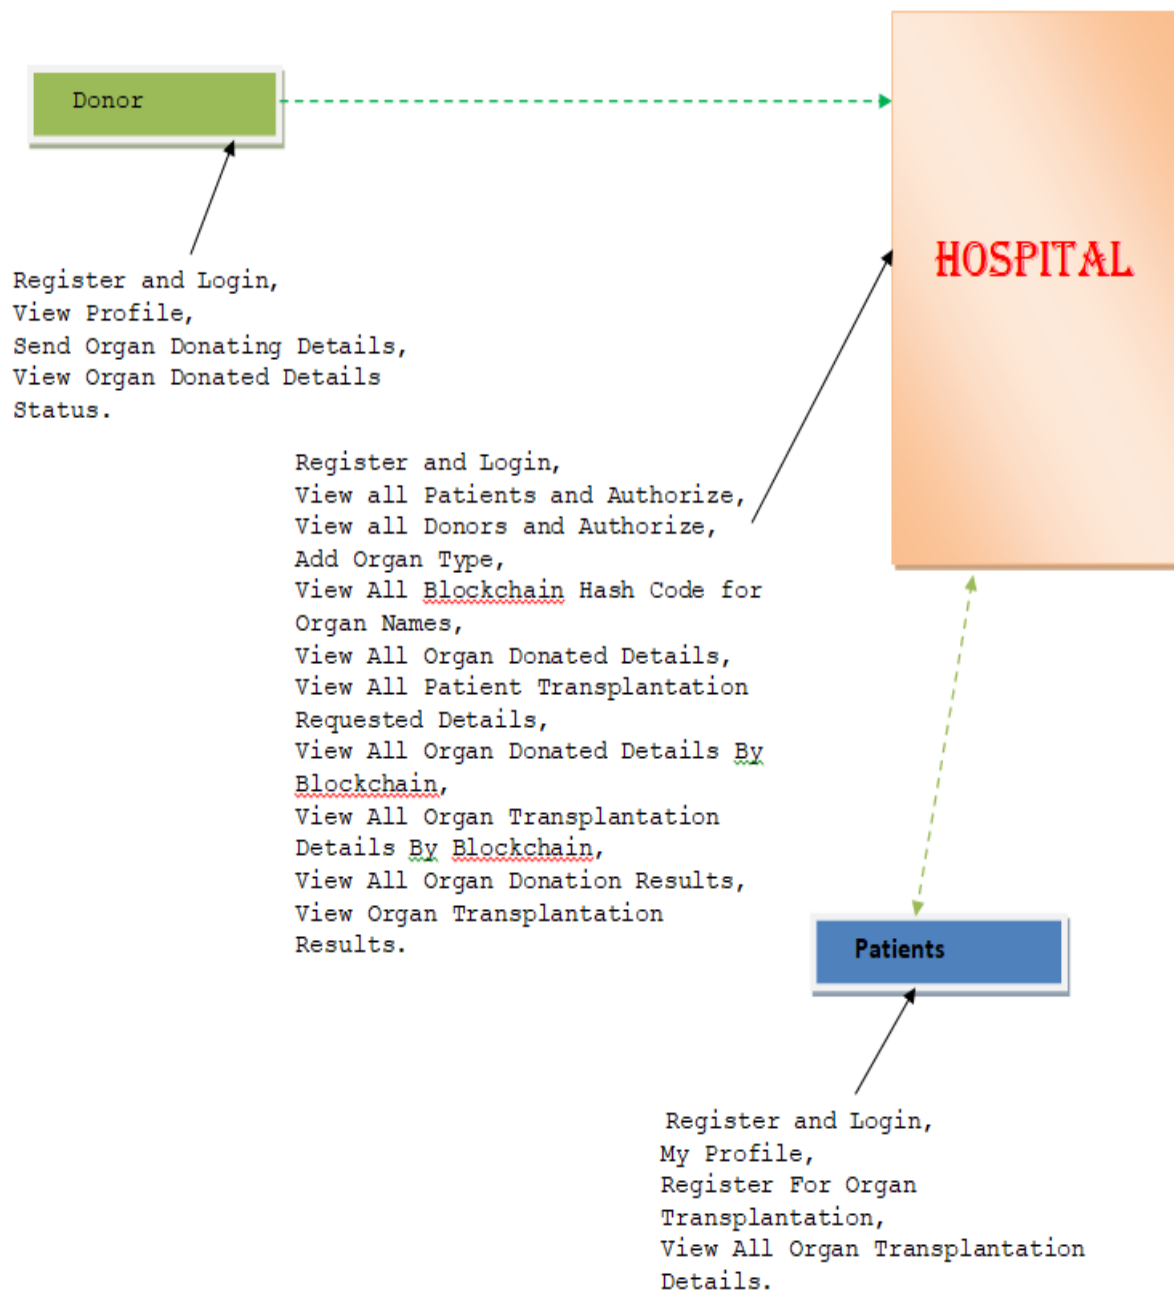 Donor
HOSPITAL
Register and Login,
View Profile,
Send Organ Donating Details,
View Organ Donated Details
Status.
Register and Login,
View all Patients and Authorize,
View all Donors and Authorize,
Add Organ Type,
View All Blockchain Hash Code for
Organ Names,
View All Organ Donated Details,
View All Patient Transplantation
Requested Details,
View All Organ Donated Details By
Blockchain,
View All Organ Transplantation
Details By Blockchain,
View All Organ Donation Results,
View Organ Transplantation
Results.
Patients
Register and Login,
My Profile,
Register For Organ
Transplantation,
View All Organ Transplantation
Details.